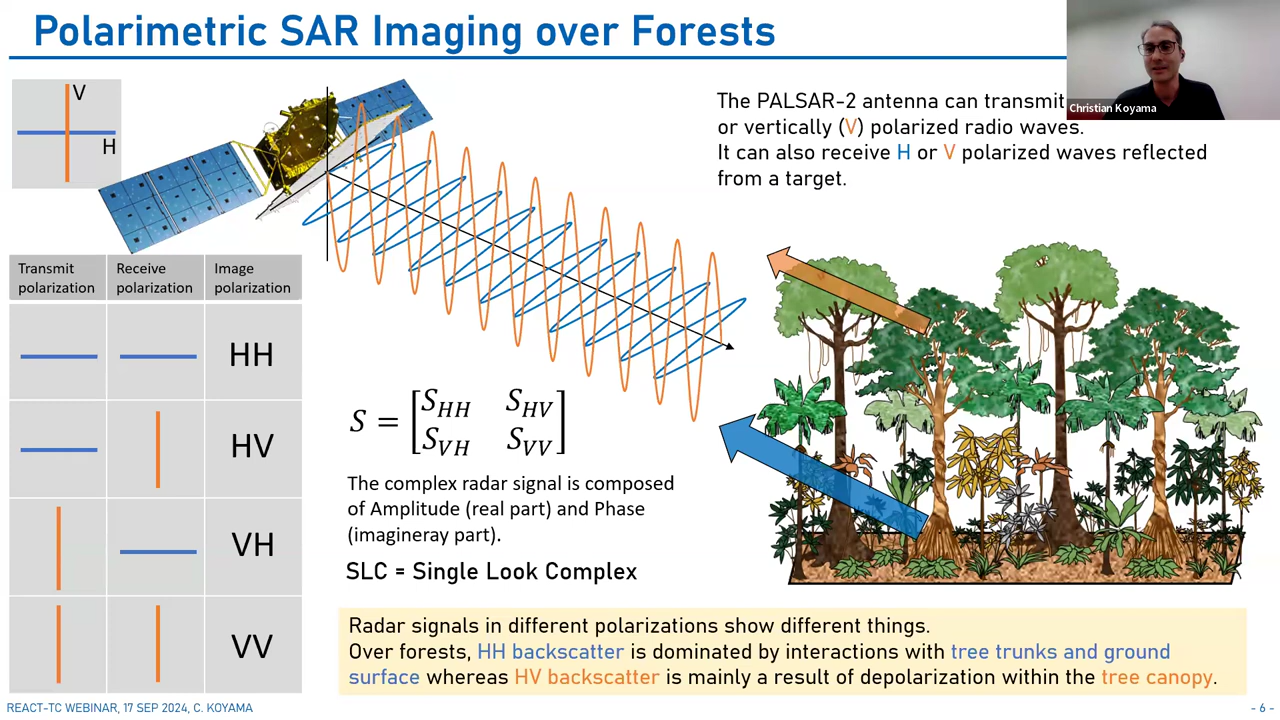 Polarimetric SAR Imaging over Forests
Christian Koyama
V
H
The PALSAR-2 antenna can transmit
or vertically (V) polarized radio waves.
It can also receive H or V polarized waves reflected
from a target.
Transmit polarization Receive polarization Image polarization
HH
HV
VH
VV
S = [S_HH S_HV
S_VH S_VV]
The complex radar signal is composed
of Amplitude (real part) and Phase
(imagineray part).
SLC = Single Look Complex
Radar signals in different polarizations show different things.
Over forests, HH backscatter is dominated by interactions with tree trunks and ground
surface whereas HV backscatter is mainly a result of depolarization within the tree canopy.
REACT-TC WEBINAR, 17 SEP 2024, C. KOYAMA
- 6 -